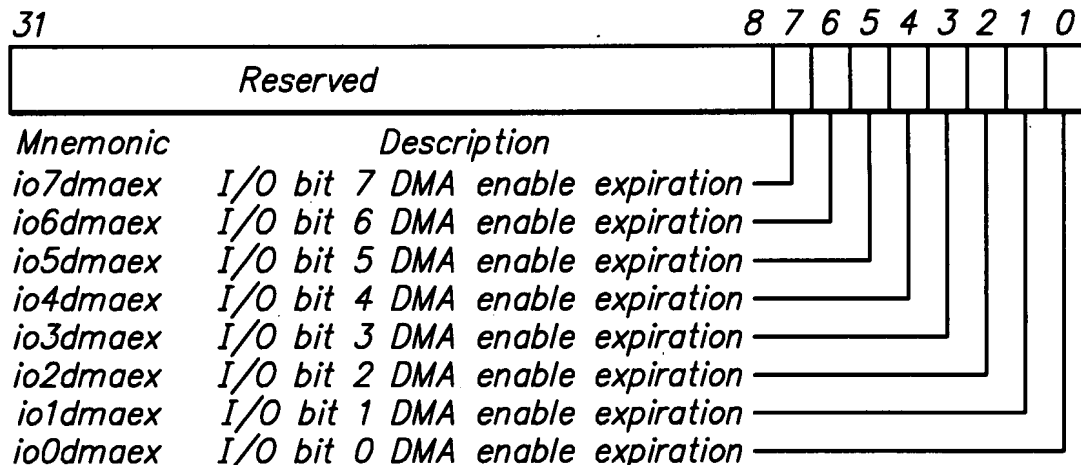 31 8 7 6 5 4 3 2 1 0
Reserved
Mnemonic Description
io7dmaex I/O bit 7 DMA enable expiration
io6dmaex I/O bit 6 DMA enable expiration
io5dmaex I/O bit 5 DMA enable expiration
io4dmaex I/O bit 4 DMA enable expiration
io3dmaex I/O bit 3 DMA enable expiration
io2dmaex I/O bit 2 DMA enable expiration
io1dmaex I/O bit 1 DMA enable expiration
io0dmaex I/O bit 0 DMA enable expiration